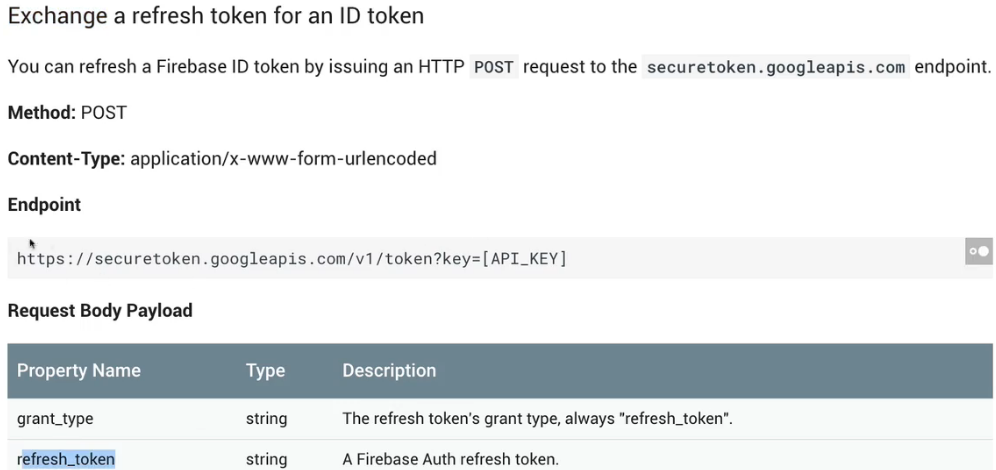 Exchange a refresh token for an ID token
You can refresh a Firebase ID token by issuing an HTTP POST request to the securetoken.googleapis.com endpoint.
Method: POST
Content-Type: application/x-www-form-urlencoded
Endpoint
https://securetoken.googleapis.com/v1/token?key=[API_KEY]
Request Body Payload
Property Name Type Description
grant_type string The refresh token's grant type, always "refresh_token".
refresh_token string A Firebase Auth refresh token.